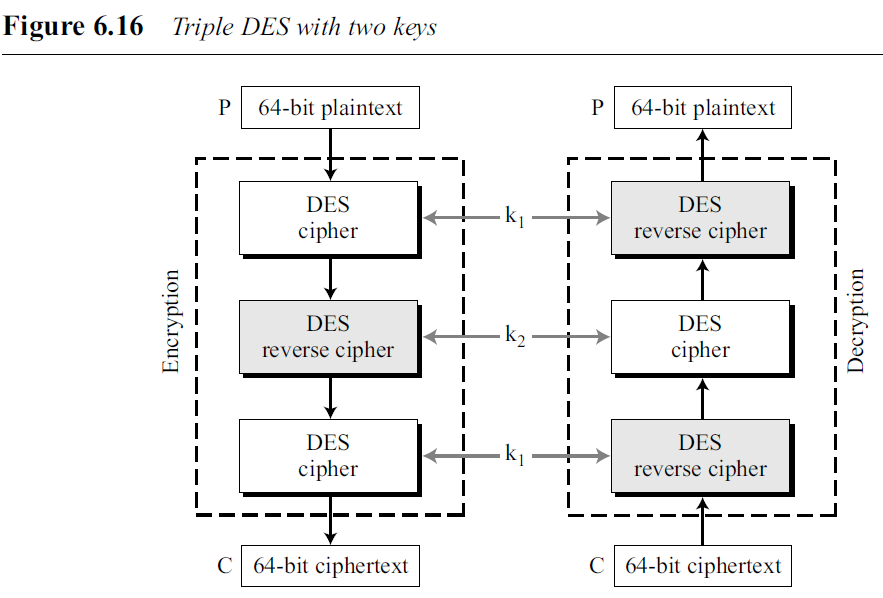 Figure 6.16 Triple DES with two keys
P 64-bit plaintext
P 64-bit plaintext
Encryption
DES
cipher
k1
DES
reverse cipher
DES
reverse cipher
k2
DES
cipher
DES
cipher
k1
DES
reverse cipher
Decryption
C 64-bit ciphertext
C 64-bit ciphertext